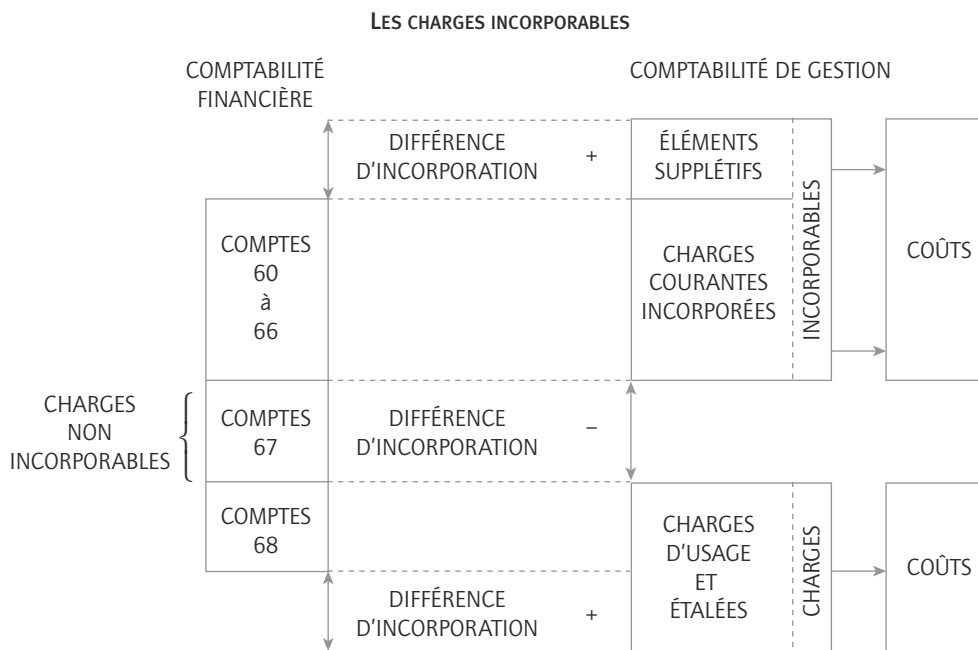 LES CHARGES INCORPORABLES
COMPTABILITÉ
FINANCIÈRE
COMPTABILITÉ DE GESTION
DIFFÉRENCE
D'INCORPORATION
+
ÉLÉMENTS
SUPPLÉTIFS
COMPTES
60
à
66
CHARGES
COURANTES
INCORPORÉES
INCORPORABLES
COÛTS
CHARGES
NON
INCORPORABLES
COMPTES
67
DIFFÉRENCE
D'INCORPORATION
–
COMPTES
68
CHARGES
D'USAGE
ET
ÉTALÉES
CHARGES
COÛTS
DIFFÉRENCE
D'INCORPORATION
+